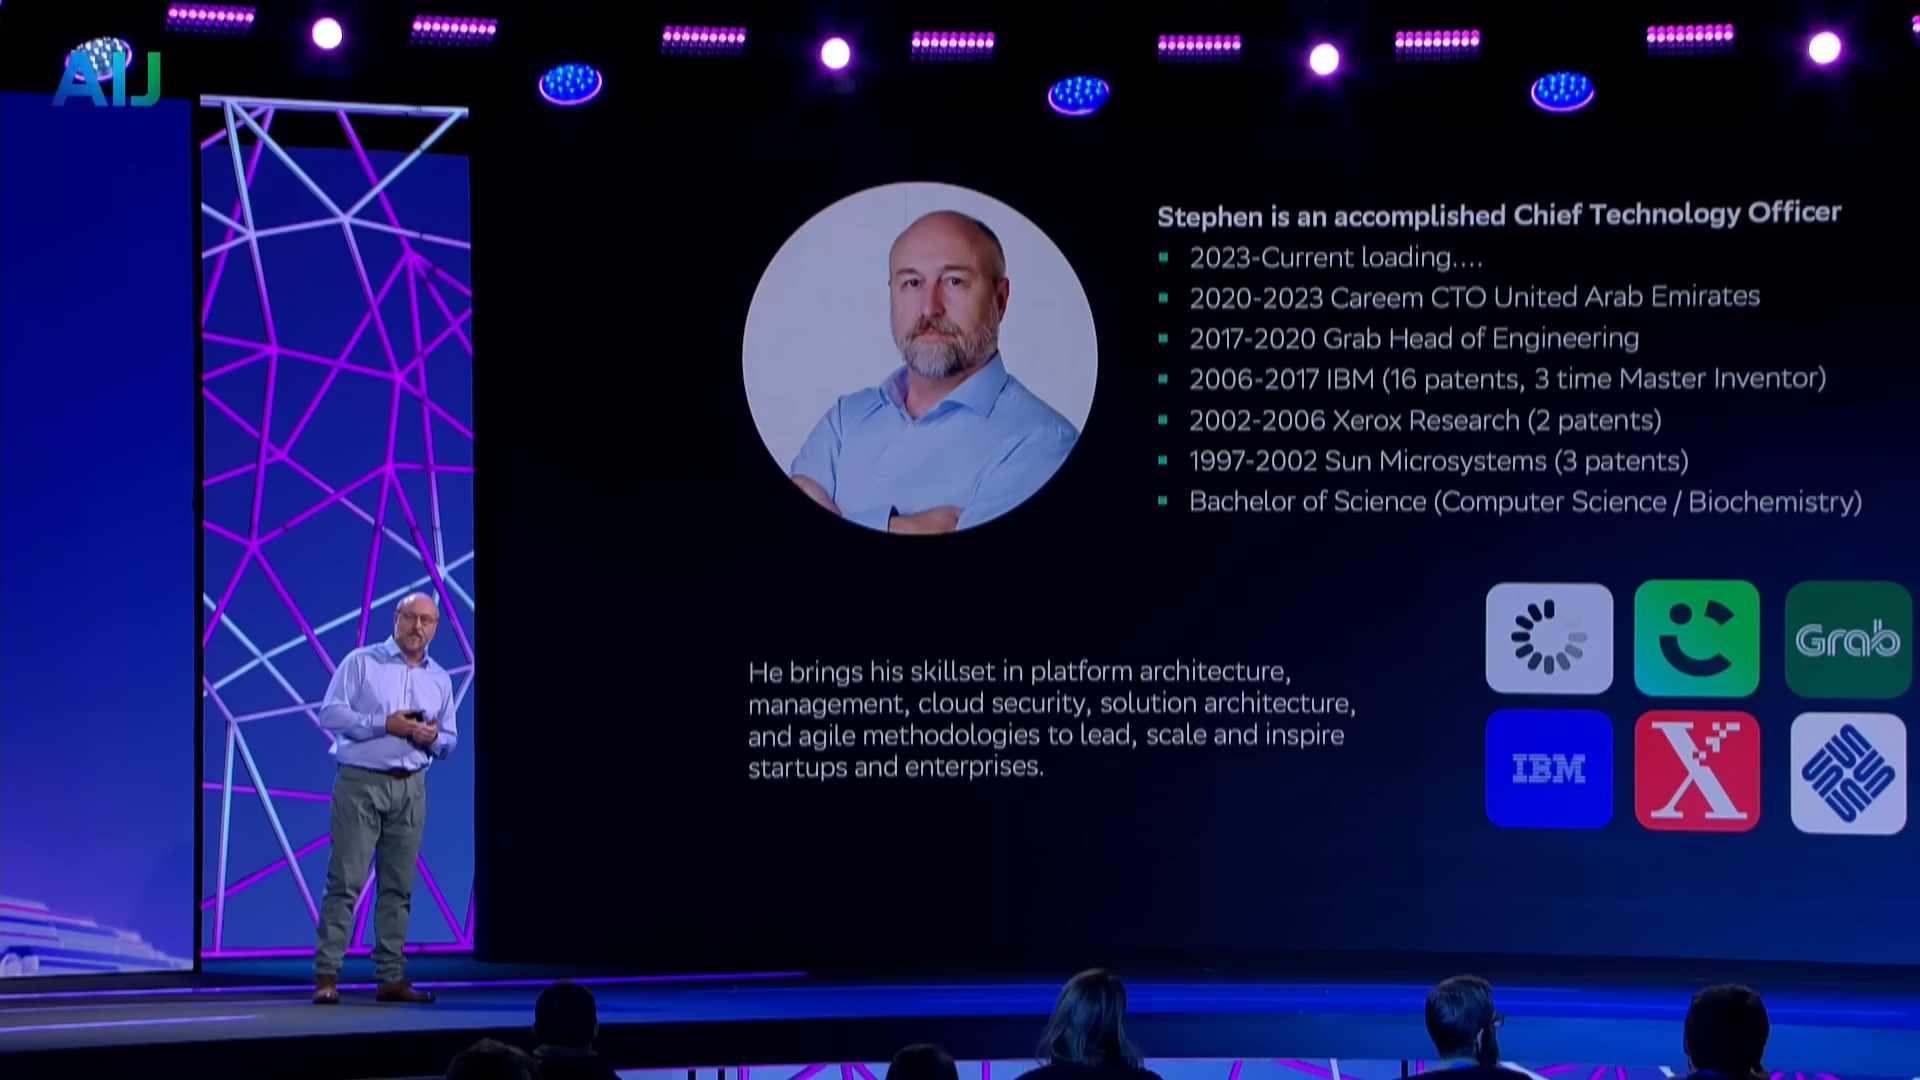 AIJ
Stephen is an accomplished Chief Technology Officer
2023-Current loading....
2020-2023 Careem CTO United Arab Emirates
2017-2020 Grab Head of Engineering
2006-2017 IBM (16 patents, 3 time Master Inventor)
2002-2006 Xerox Research (2 patents)
1997-2002 Sun Microsystems (3 patents)
Bachelor of Science (Computer Science / Biochemistry)
He brings his skillset in platform architecture,
management, cloud security, solution architecture,
and agile methodologies to lead, scale and inspire
startups and enterprises.
Grab
IBM
X
SUN